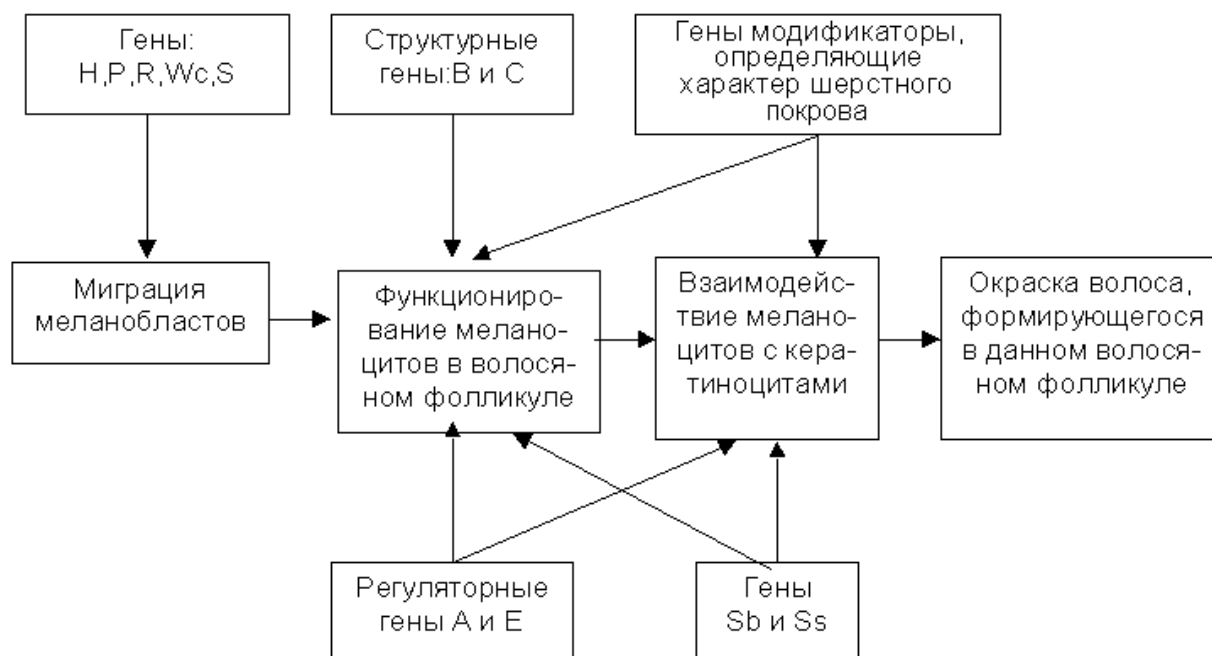 Гены:
H,P,R,Wc,S
Структурные
гены:В и С
Гены модификаторы,
определяющие
характер шерстного
покрова
Миграция
меланобластов
Функциониро-
вание мелано-
цитов в волося-
ном фолликуле
Взаимодейс-
твие мелано-
цитов с кера-
тиноцитами
Окраска волоса,
формирующегося
в данном волося-
ном фолликуле
Регуляторные
гены А и Е
Гены
Sb и Ss